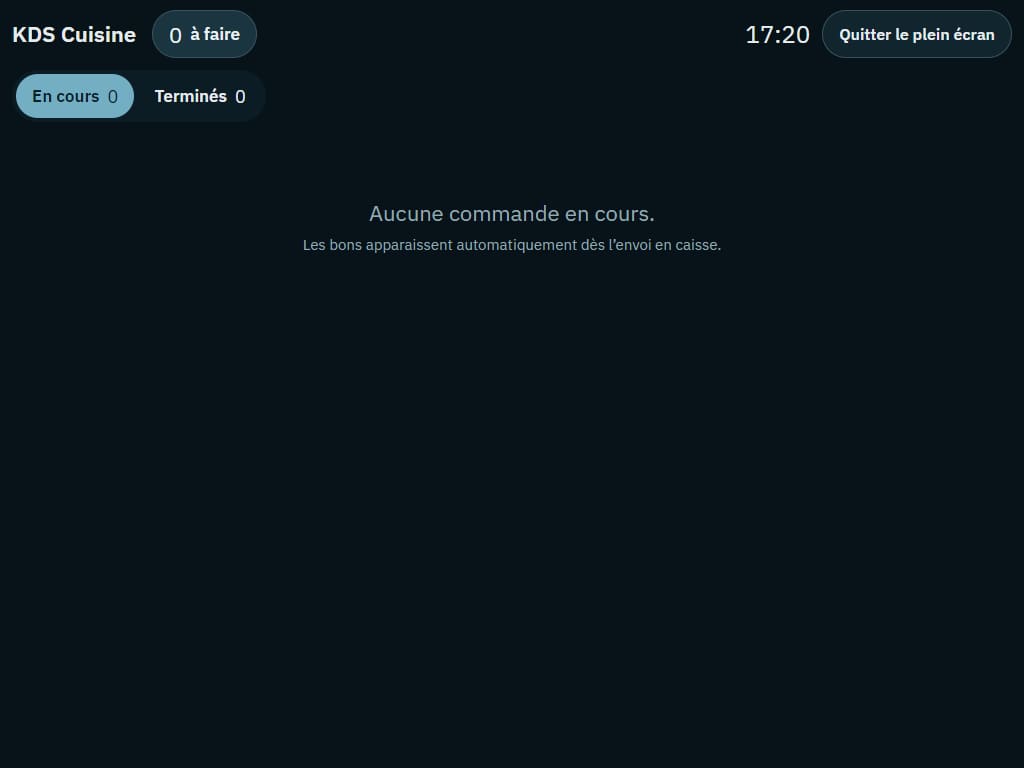 KDS Cuisine
0 à faire
17:20
Quitter le plein écran
En cours 0
Terminés 0
Aucune commande en cours.
Les bons apparaissent automatiquement dès l'envoi en caisse.